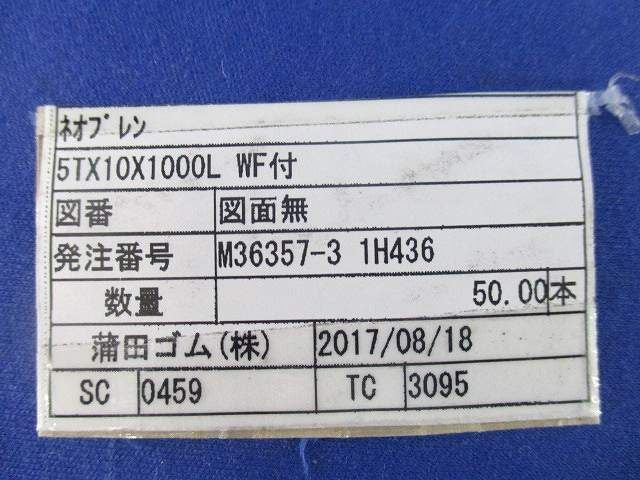 ﾈｵﾌﾟﾚﾝ
5TX10X1000L WF付
図番 図面無
発注番号 M36357-3 1H436
数量 50.00本
蒲田ゴム(株) 2017/08/18
SC 0459 TC 3095